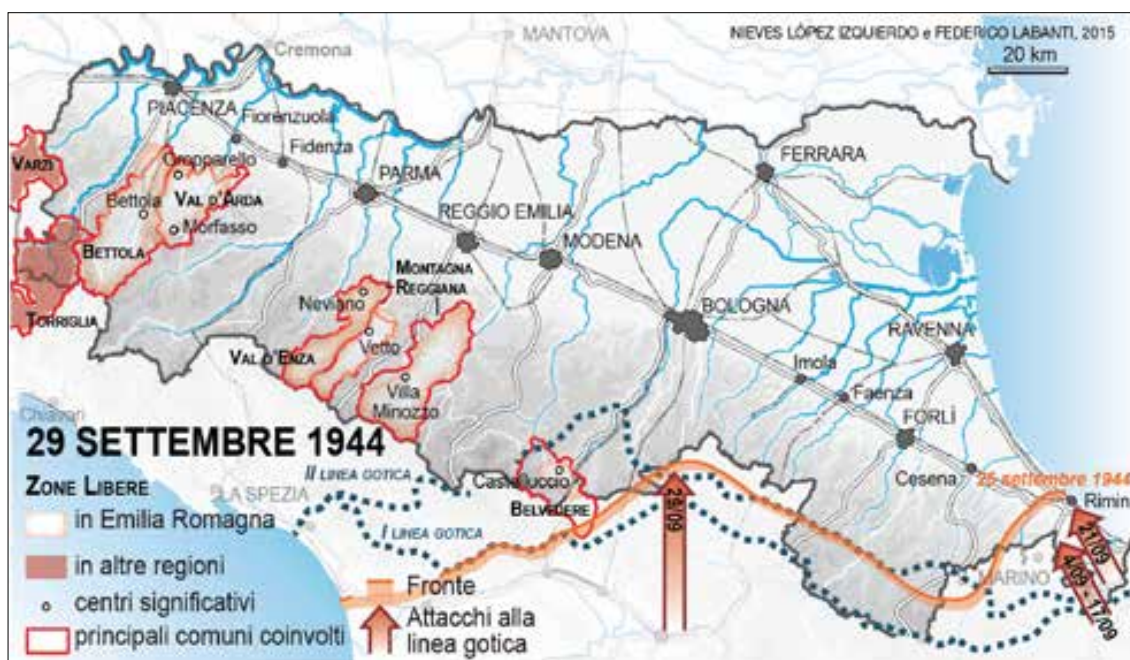 NIEVES LÓPEZ IZQUIERDO e FEDERICO LABANTI, 2015
20 km
Cremona
MANTOVA
PIACENZA
Fiorenzuola
Fidenza
FERRARA
VARZI
Gropparello
PARMA
Bettola
VAL D'ARDA
Morfasso
REGGIO EMILIA
MODENA
BETTOLA
MONTAGNA
REGGIANA
Neviano
BOLOGNA
TORRIGLIA
RAVENNA
VAL D'ENZA
Vetto
Imola
Villa
Minozzo
Faenza
Chiavari
FORLÌ
29 SETTEMBRE 1944
II LINEA GOTICA
Castelluccio
Cesena
25 settembre 1944
ZONE LIBERE
LA SPEZIA
BELVEDERE
Rimini
in Emilia Romagna
I LINEA GOTICA
21/09
in altre regioni
MARINO
4/09 - 17/09
Fronte
centri significativi
Attacchi alla
linea gotica
principali comuni coinvolti